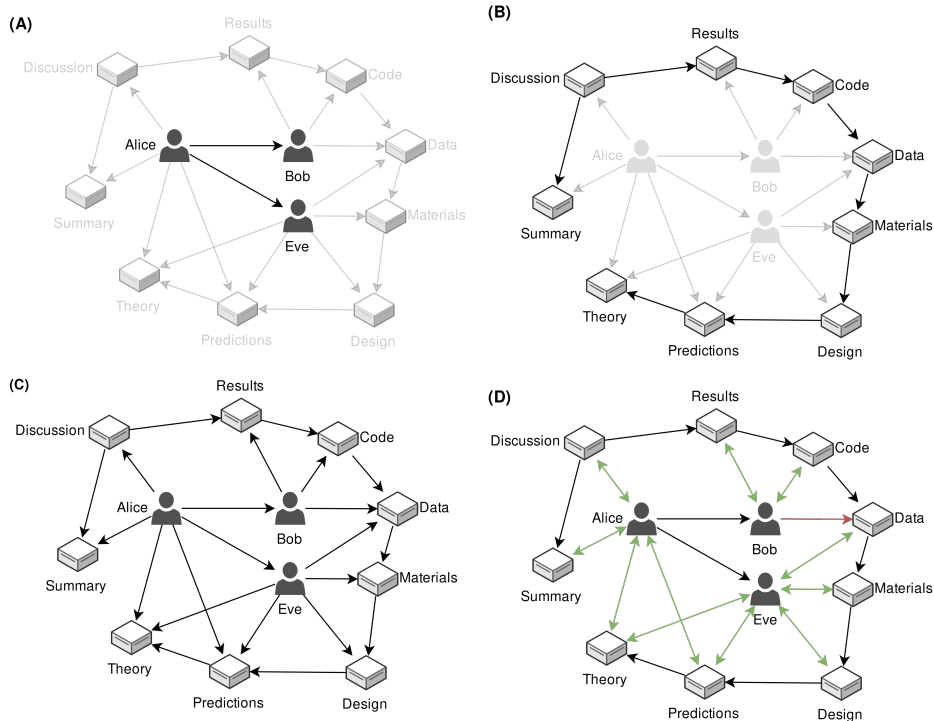 (A)
Results
Discussion
Code
Alice
Bob
Data
Summary
Eve
Materials
Theory
Predictions
Design
(B)
Results
Discussion
Code
Alice
Bob
Data
Summary
Eve
Materials
Theory
Predictions
Design
(C)
Results
Discussion
Code
Alice
Bob
Data
Summary
Eve
Materials
Theory
Predictions
Design
(D)
Results
Discussion
Code
Alice
Bob
Data
Summary
Eve
Materials
Theory
Predictions
Design